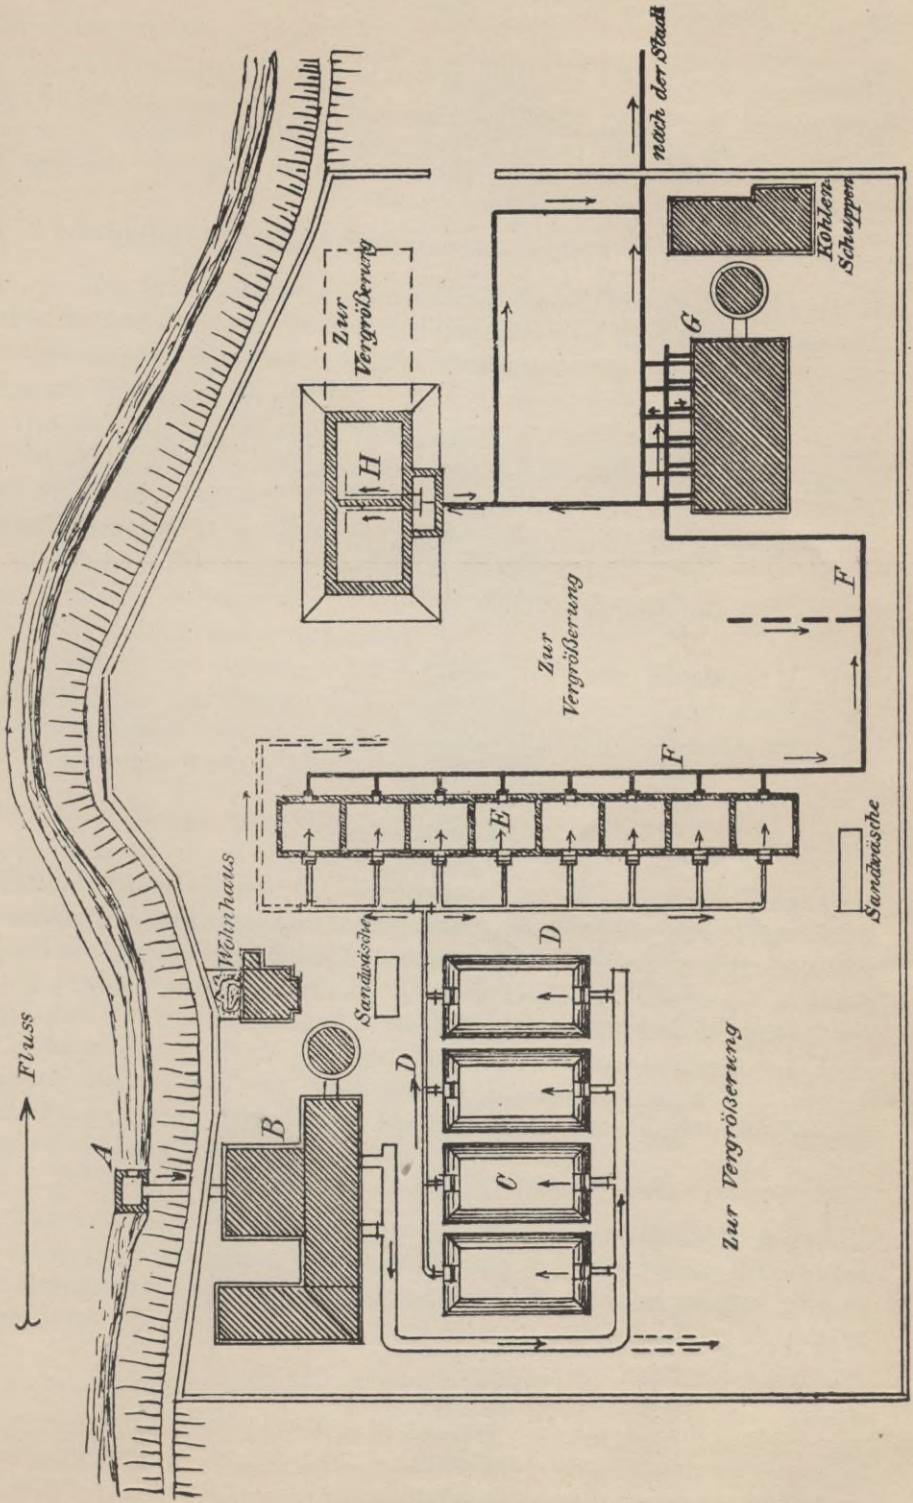 Fluss
A
Wohnhaus
B
Sandwäsche
D
D
C
E
F
F
Sandwäsche
Zur Vergrößerung
Zur
Vergrößerung
Zur
Vergrößerung
H
G
Kohlen-
Schuppen
nach der Stadt